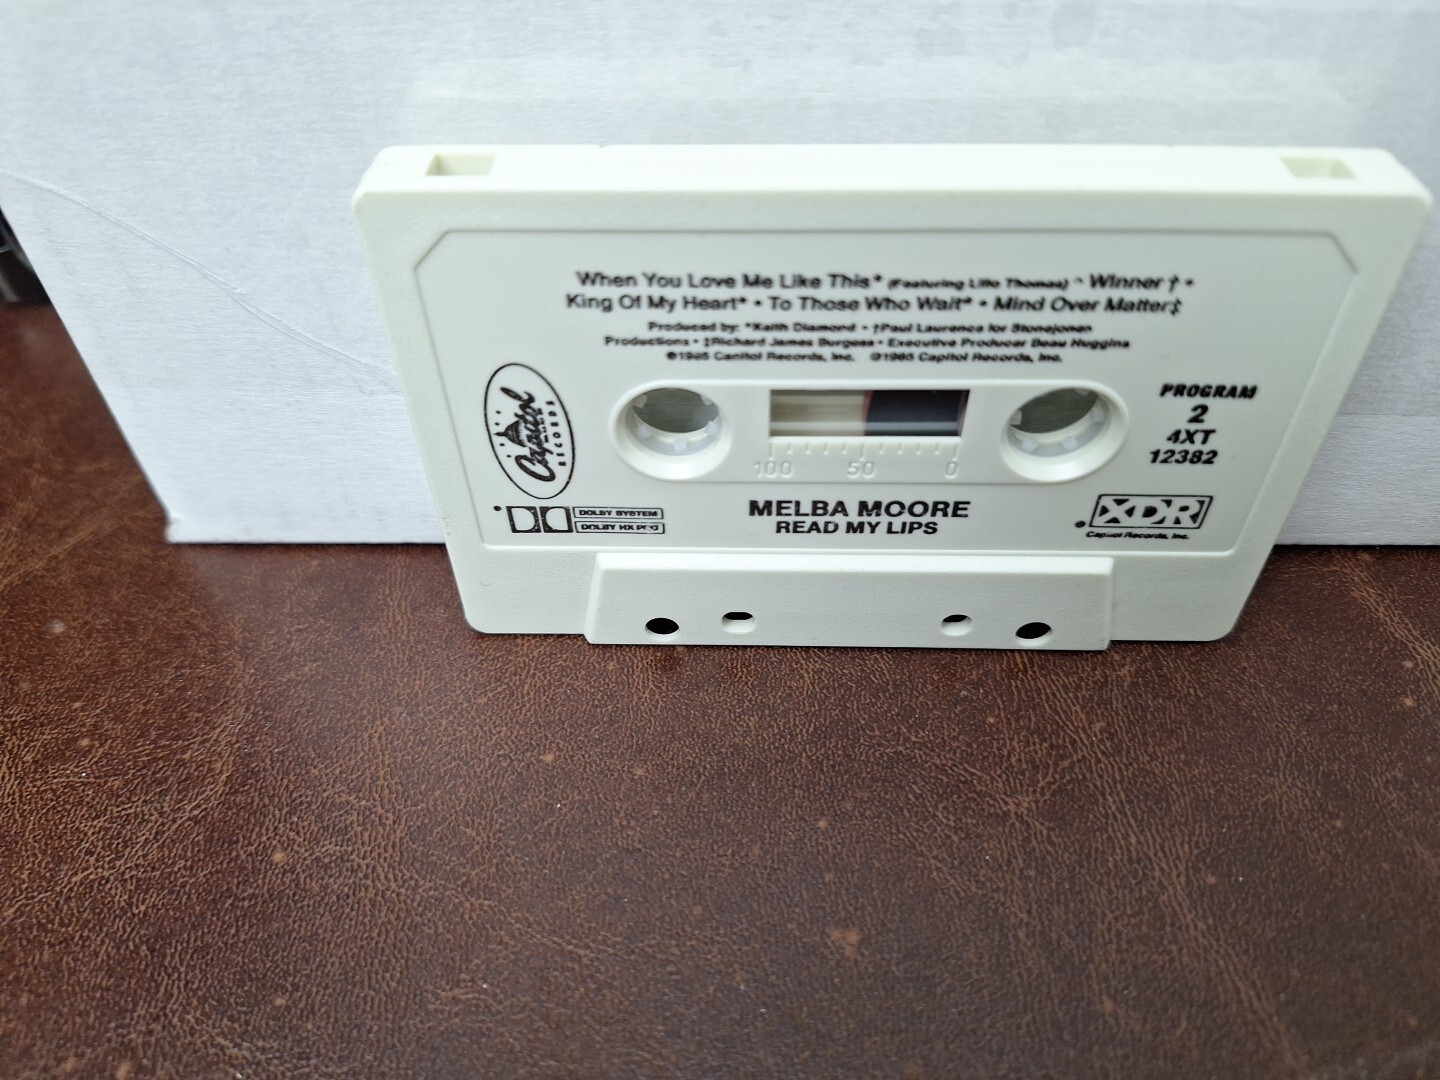 When You Love Me Like This* (Featuring Lillo Thomas) • Winner † •
King Of My Heart* • To Those Who Wait* • Mind Over Matter‡
Produced by: *Keith Diamond • †Paul Laurence for Stonejones
Productions • ‡Richard James Burgess • Executive Producer Beau Huggins
℗1985 Capitol Records, Inc. ©1985 Capitol Records, Inc.
Capitol
RECORDS
PROGRAM
2
4XT
12382
100 50 0
DOLBY SYSTEM
DOLBY HX PRO
MELBA MOORE
READ MY LIPS
XDR
Capitol Records, Inc.